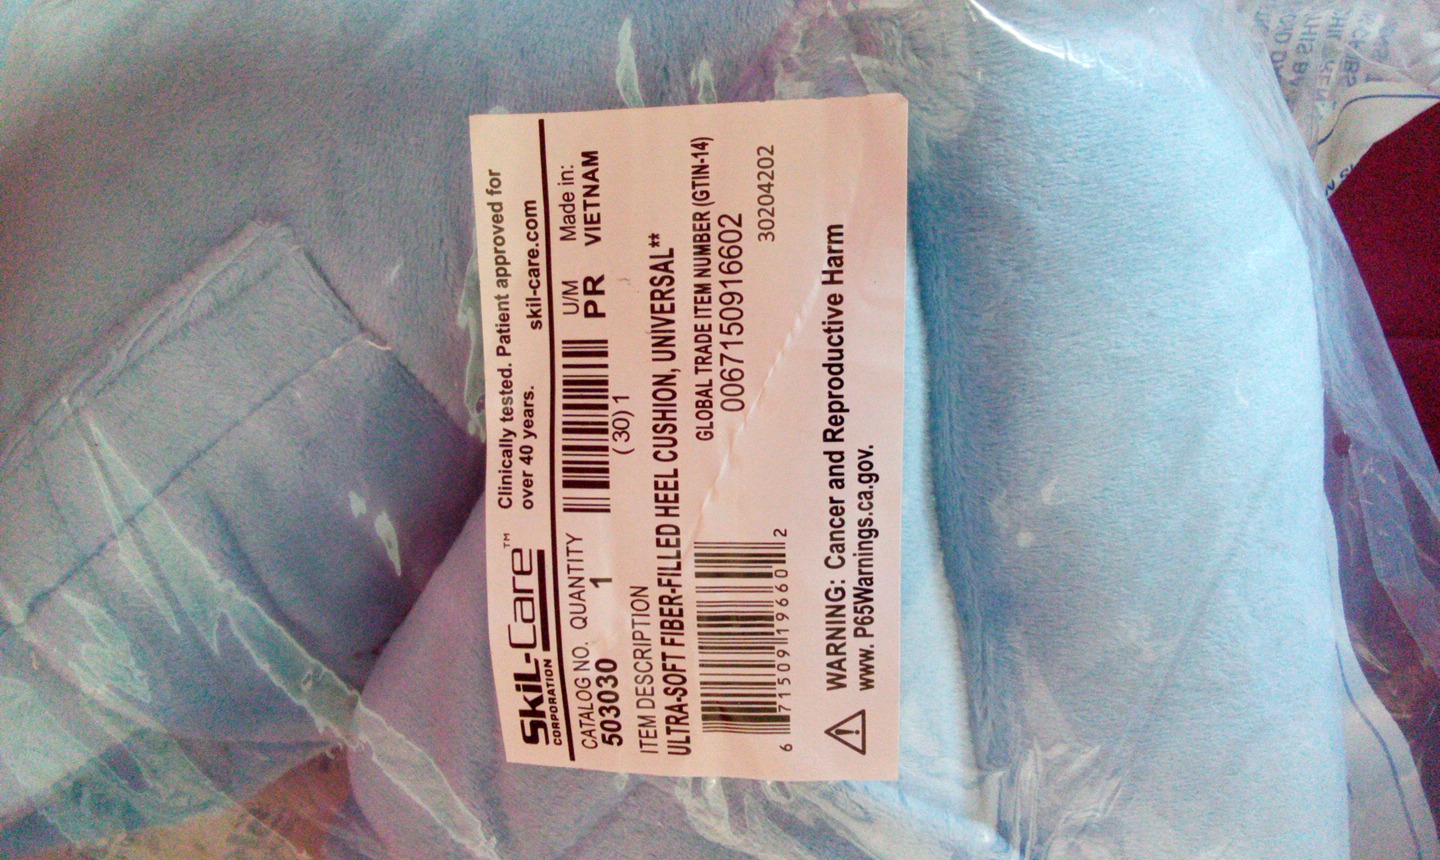 SkiL-Care™
CORPORATION
Clinically tested. Patient approved for
over 40 years. skil-care.com
CATALOG NO. QUANTITY U/M Made in:
503030 1 PR VIETNAM
(30) 1
ITEM DESCRIPTION
ULTRA-SOFT FIBER-FILLED HEEL CUSHION, UNIVERSAL**
GLOBAL TRADE ITEM NUMBER (GTIN-14)
00671509196602
6 71509 19660 2
30204202
WARNING: Cancer and Reproductive Harm
www. P65Warnings.ca.gov.